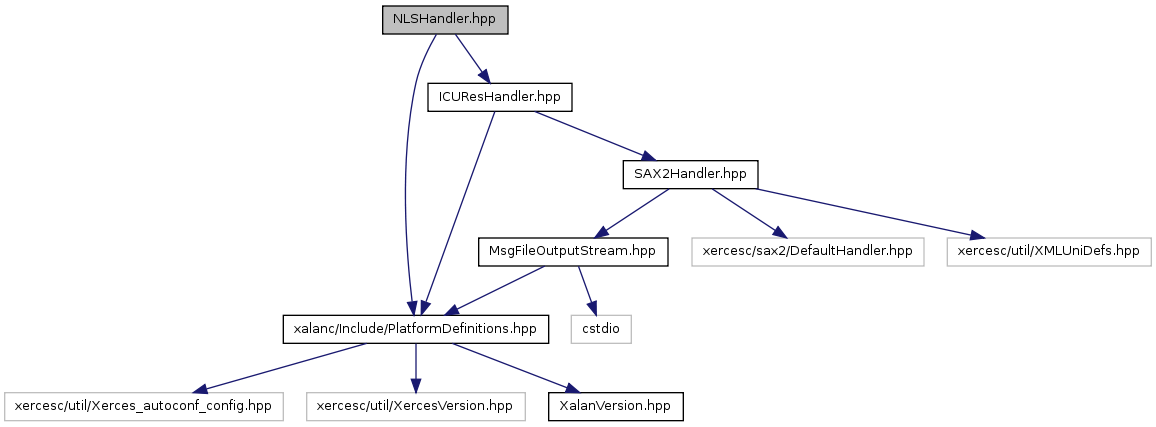 NLSHandler.hpp
ICUResHandler.hpp
SAX2Handler.hpp
MsgFileOutputStream.hpp
xercesc/sax2/DefaultHandler.hpp
xercesc/util/XMLUniDefs.hpp
xalanc/Include/PlatformDefinitions.hpp
cstdio
xercesc/util/Xerces_autoconf_config.hpp
xercesc/util/XercesVersion.hpp
XalanVersion.hpp